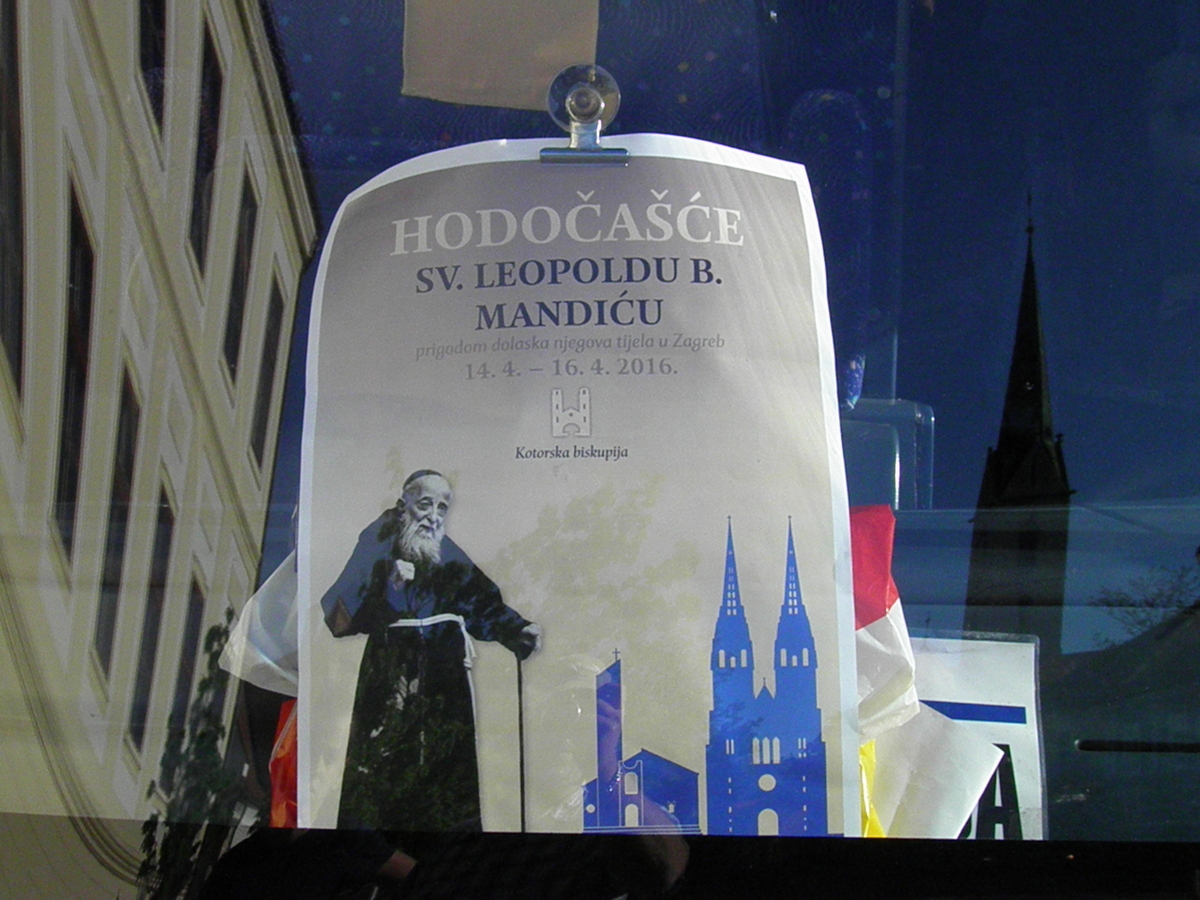 HODOČAŠĆE
SV. LEOPOLDU B.
MANDIĆU
prigodom dolaska njegova tijela u Zagreb
14. 4. – 16. 4. 2016.
Kotorska biskupija